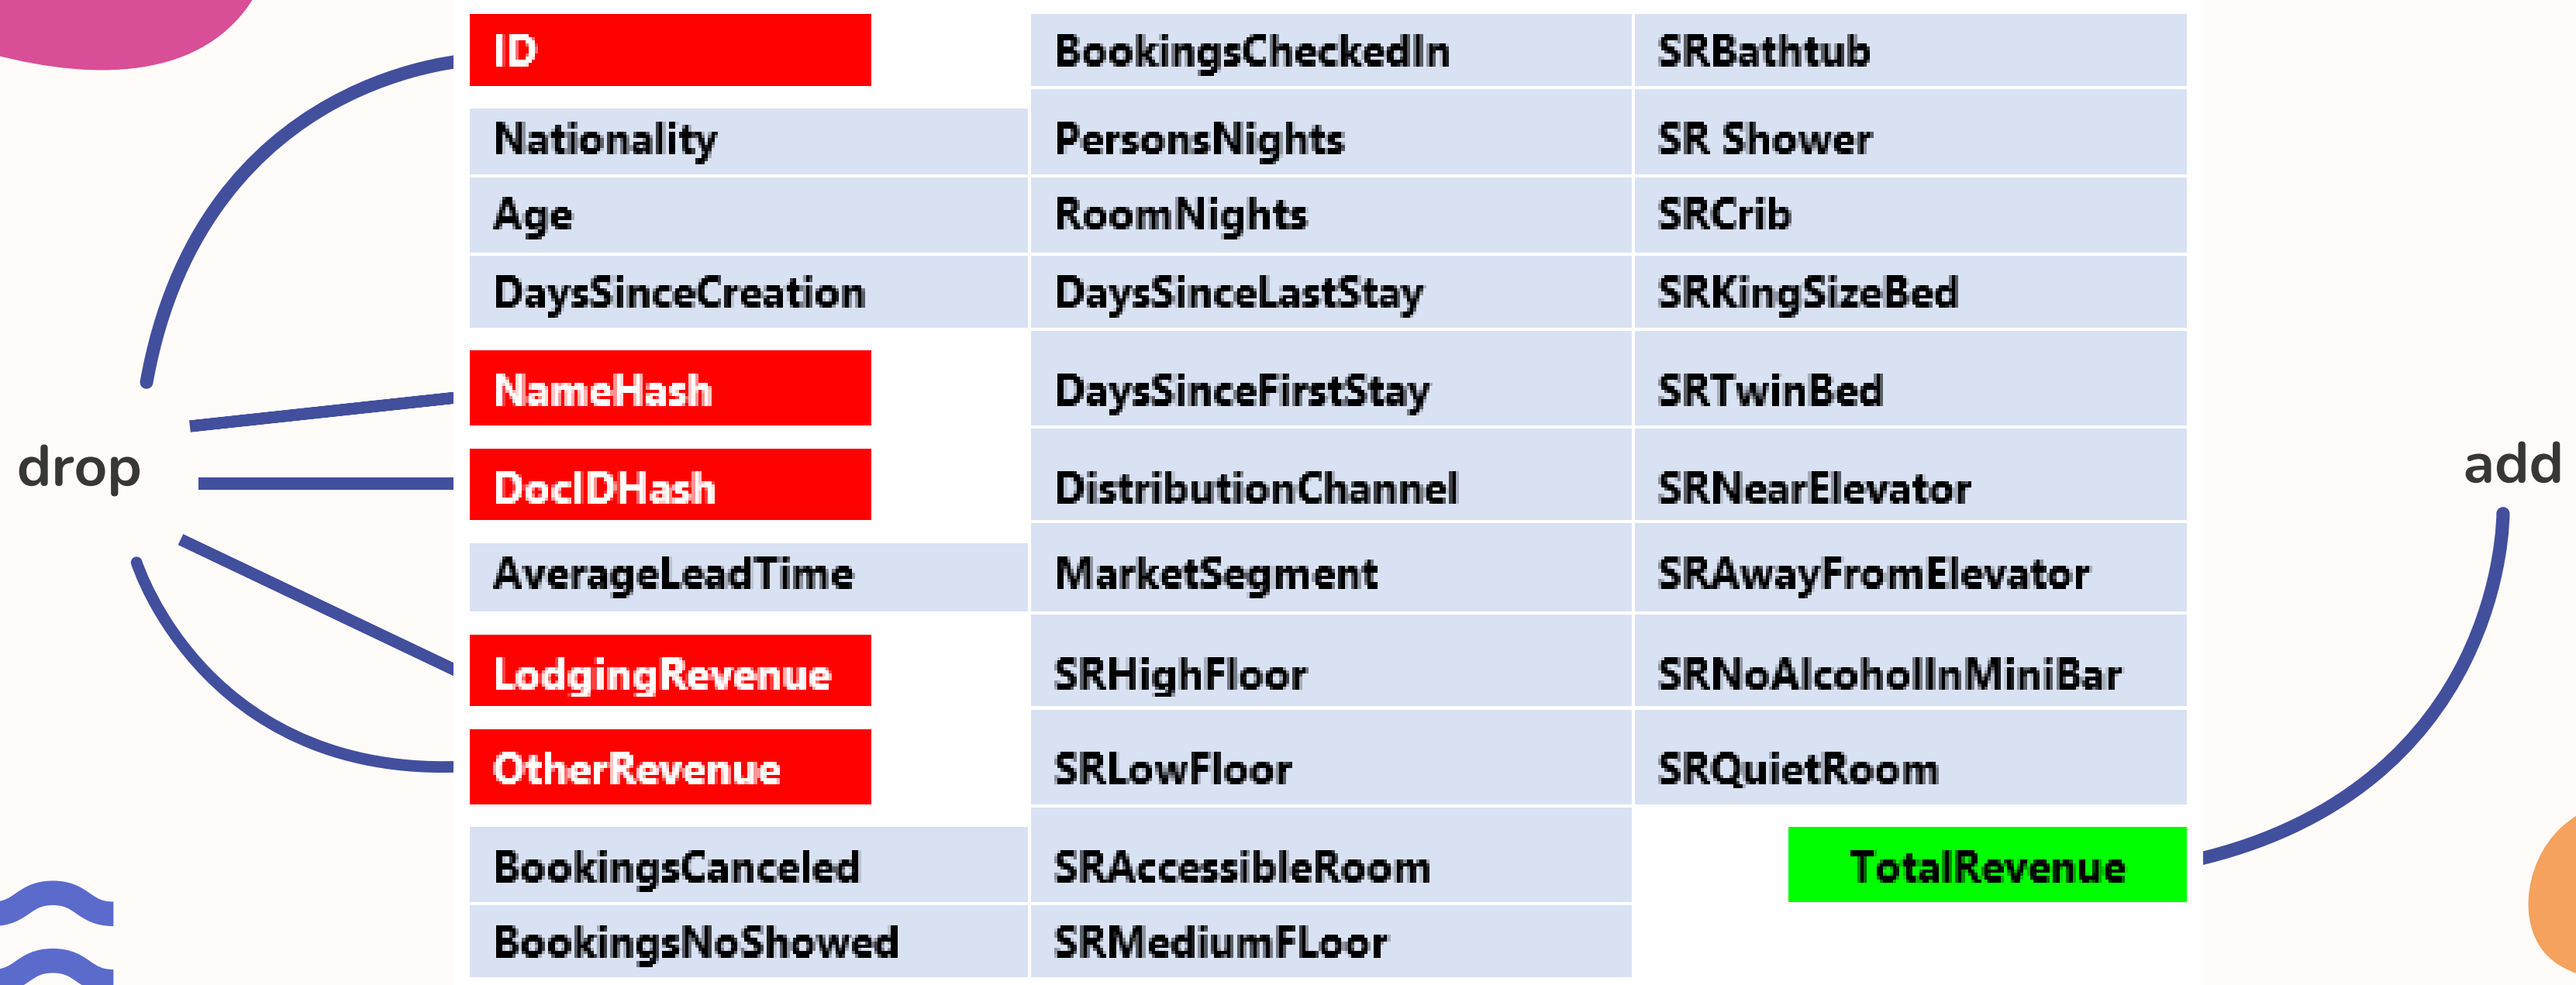 drop
ID
Nationality
Age
DaysSinceCreation
NameHash
DocIDHash
AverageLeadTime
LodgingRevenue
OtherRevenue
BookingsCanceled
BookingsNoShowed
BookingsCheckedIn
PersonsNights
RoomNights
DaysSinceLastStay
DaysSinceFirstStay
DistributionChannel
MarketSegment
SRHighFloor
SRLowFloor
SRAccessibleRoom
SRMediumFLoor
SRBathtub
SR Shower
SRCrib
SRKingSizeBed
SRTwinBed
SRNearElevator
SRAwayFromElevator
SRNoAlcoholInMiniBar
SRQuietRoom
TotalRevenue
add